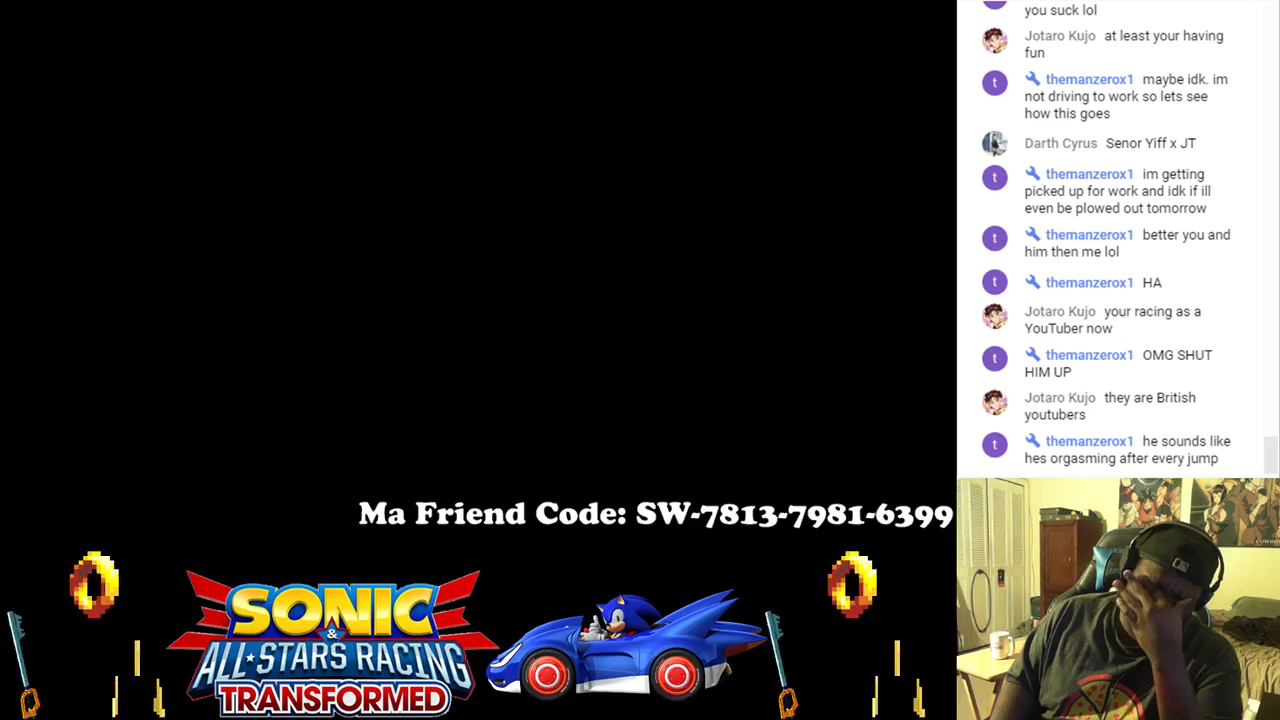 you suck lol
Jotaro Kujo at least your having
fun
themanzerox1 maybe idk. im
not driving to work so lets see
how this goes
Darth Cyrus Senor Yiff x JT
themanzerox1 im getting
picked up for work and idk if ill
even be plowed out tomorrow
themanzerox1 better you and
him then me lol
themanzerox1 HA
Jotaro Kujo your racing as a
YouTuber now
themanzerox1 OMG SHUT
HIM UP
Jotaro Kujo they are British
youtubers
themanzerox1 he sounds like
hes orgasming after every jump
t
t
t
t
t
t
Ma Friend Code: SW-7813-7981-6399
SONIC
&
ALL★STARS RACING
TRANSFORMED